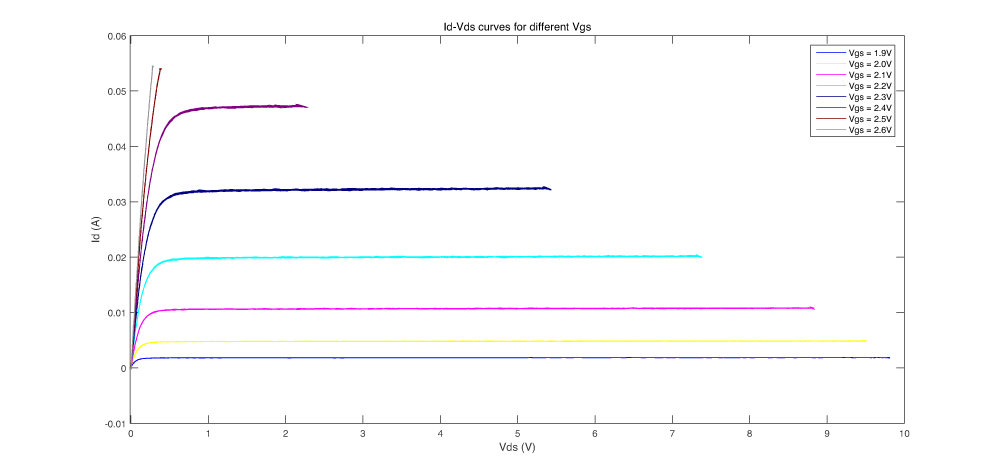 Id-Vds curves for different Vgs
0.06
0.05
0.04
0.03
0.02
0.01
0
-0.01
Id (A)
Vgs = 1.9V
Vgs = 2.0V
Vgs = 2.1V
Vgs = 2.2V
Vgs = 2.3V
Vgs = 2.4V
Vgs = 2.5V
Vgs = 2.6V
0 1 2 3 4 5 6 7 8 9 10
Vds (V)